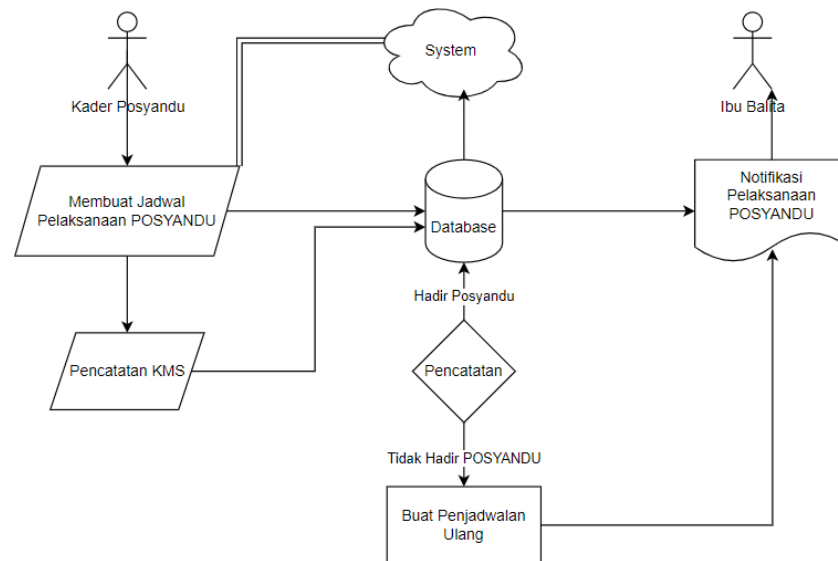 System
Kader Posyandu
Ibu Balita
Membuat Jadwal
Pelaksanaan POSYANDU
Database
Notifikasi
Pelaksanaan
POSYANDU
Hadir Posyandu
Pencatatan KMS
Pencatatan
Tidak Hadir POSYANDU
Buat Penjadwalan
Ulang